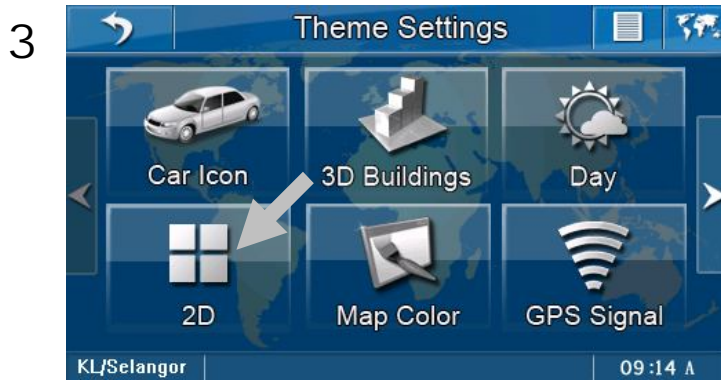 3
Theme Settings
Car Icon
3D Buildings
Day
2D
Map Color
GPS Signal
KL/Selangor
09:14 A